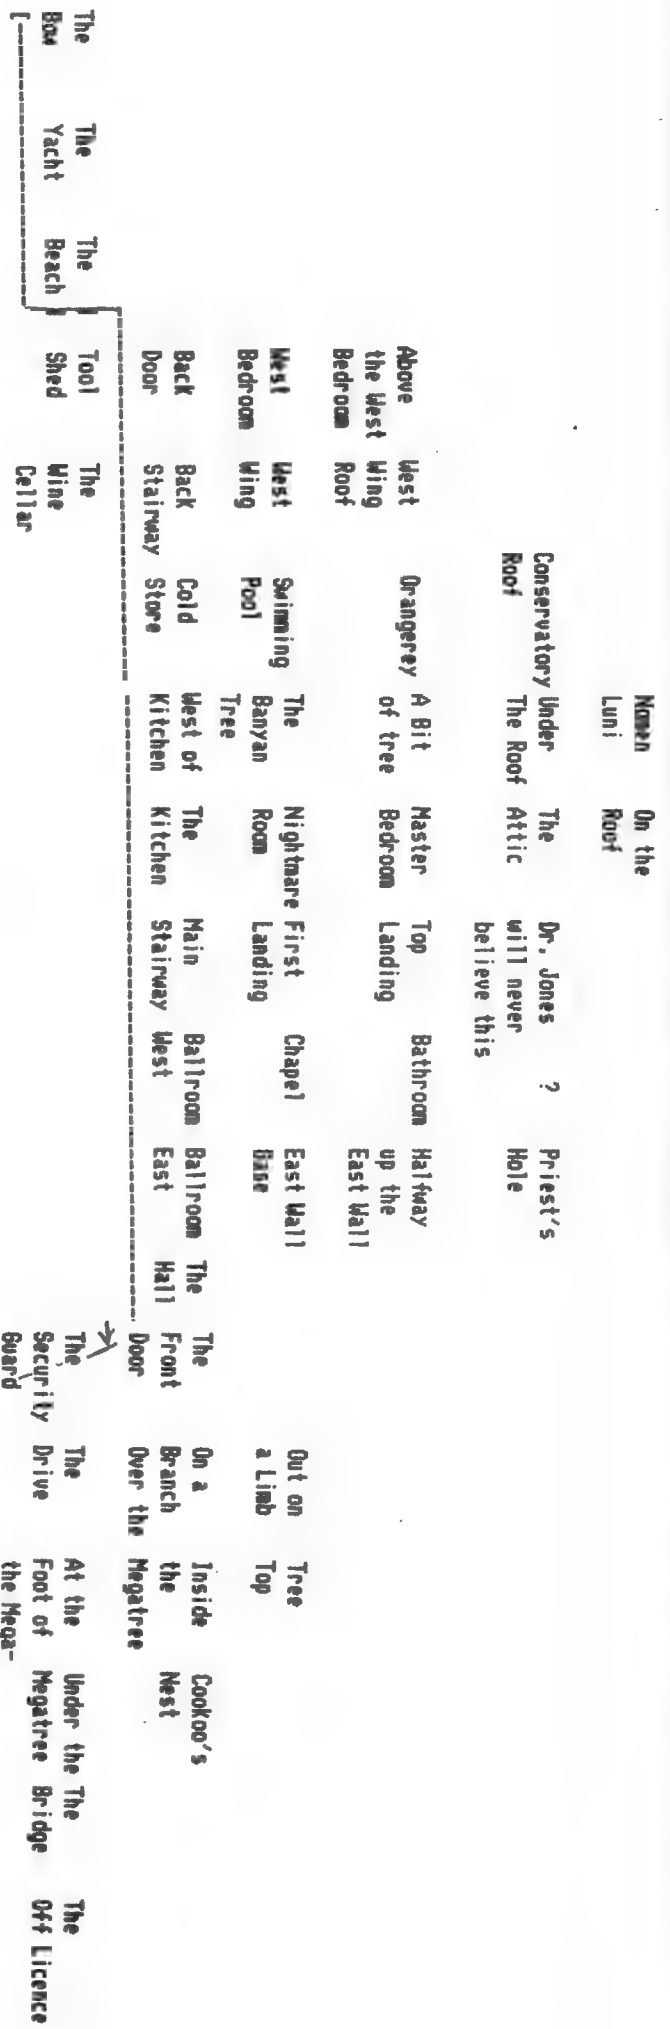 Nomen On the
Luni Roof
Conservatory Under The Dr. Jones ? Priest's
Roof The Roof Attic will never Hole
believe this
Above West Orangerey A Bit Master Top Bathroom Halfway
the West Wing of tree Bedroom Landing up the
Bedroom Roof East Wall
West West Swimming The Nightmare First Chapel East Wall Out on Tree
Bedroom Wing Pool Banyan Room Landing Base a Limb Top
Tree
Back Back Cold West of The Main Ballroom Ballroom The The On a Inside Cookoo's
Door Stairway Store Kitchen Kitchen Stairway West East Hall Front Branch the Nest
Door Over the Megatree
The The The Tool The The The At the Under the The The
Bow Yacht Beach Shed Wine Security Drive Foot of Megatree Bridge Off Licence
Cellar Guard the Mega-